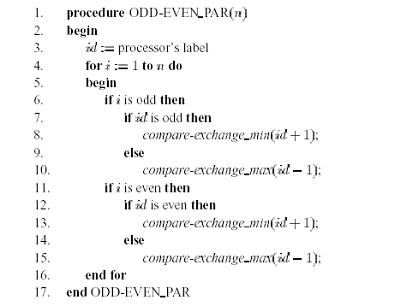 1. procedure ODD-EVEN_PAR(n)
2. begin
3. id := processor's label
4. for i := 1 to n do
5. begin
6. if i is odd then
7. if id is odd then
8. compare-exchange_min(id + 1);
9. else
10. compare-exchange_max(id − 1);
11. if i is even then
12. if id is even then
13. compare-exchange_min(id + 1);
14. else
15. compare-exchange_max(id − 1);
16. end for
17. end ODD-EVEN_PAR